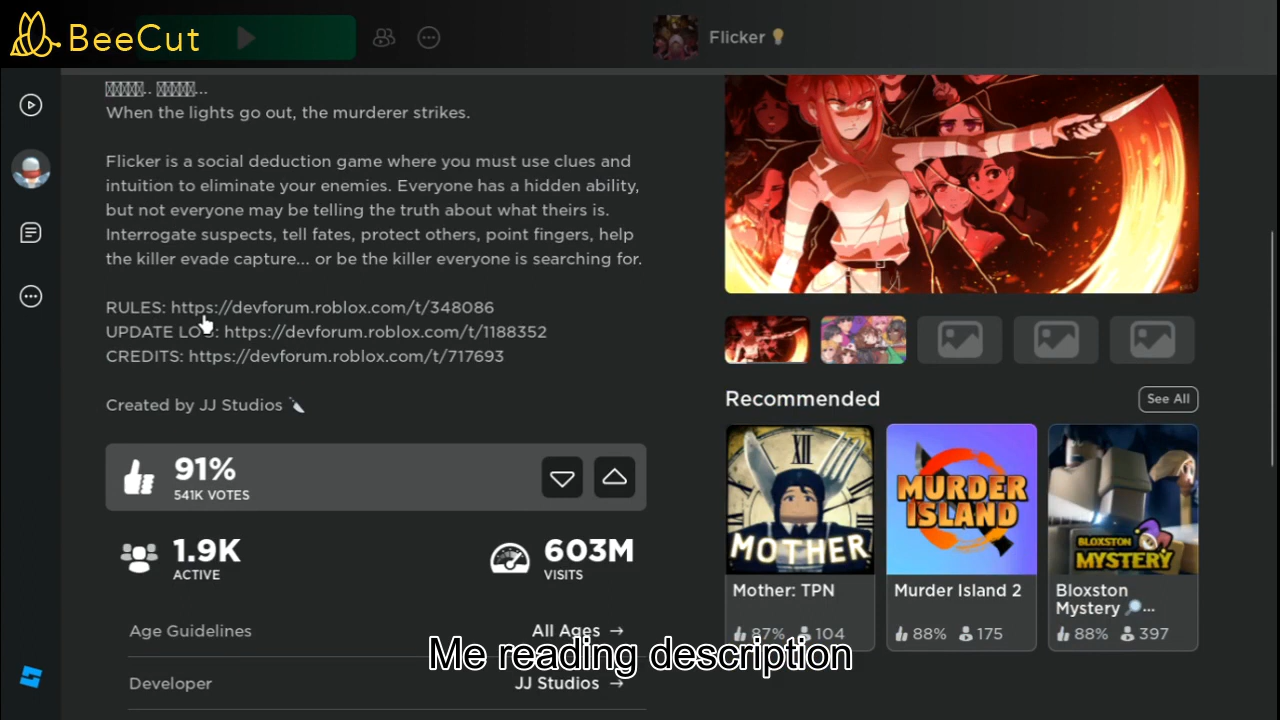 BeeCut
Flicker 💡
When the lights go out, the murderer strikes.
Flicker is a social deduction game where you must use clues and
intuition to eliminate your enemies. Everyone has a hidden ability,
but not everyone may be telling the truth about what theirs is.
Interrogate suspects, tell fates, protect others, point fingers, help
the killer evade capture... or be the killer everyone is searching for.
RULES: https://devforum.roblox.com/t/348086
UPDATE LOG: https://devforum.roblox.com/t/1188352
CREDITS: https://devforum.roblox.com/t/717693
Created by JJ Studios 🔪
91%
541K VOTES
1.9K
ACTIVE
603M
VISITS
Age Guidelines
All Ages →
Developer
JJ Studios →
Recommended
See All
XII
MOTHER
Mother: TPN
87% 104
MURDER
ISLAND
Murder Island 2
88% 175
BLOXSTON
MYSTERY
Bloxston
Mystery 🔎...
88% 397
Me reading description